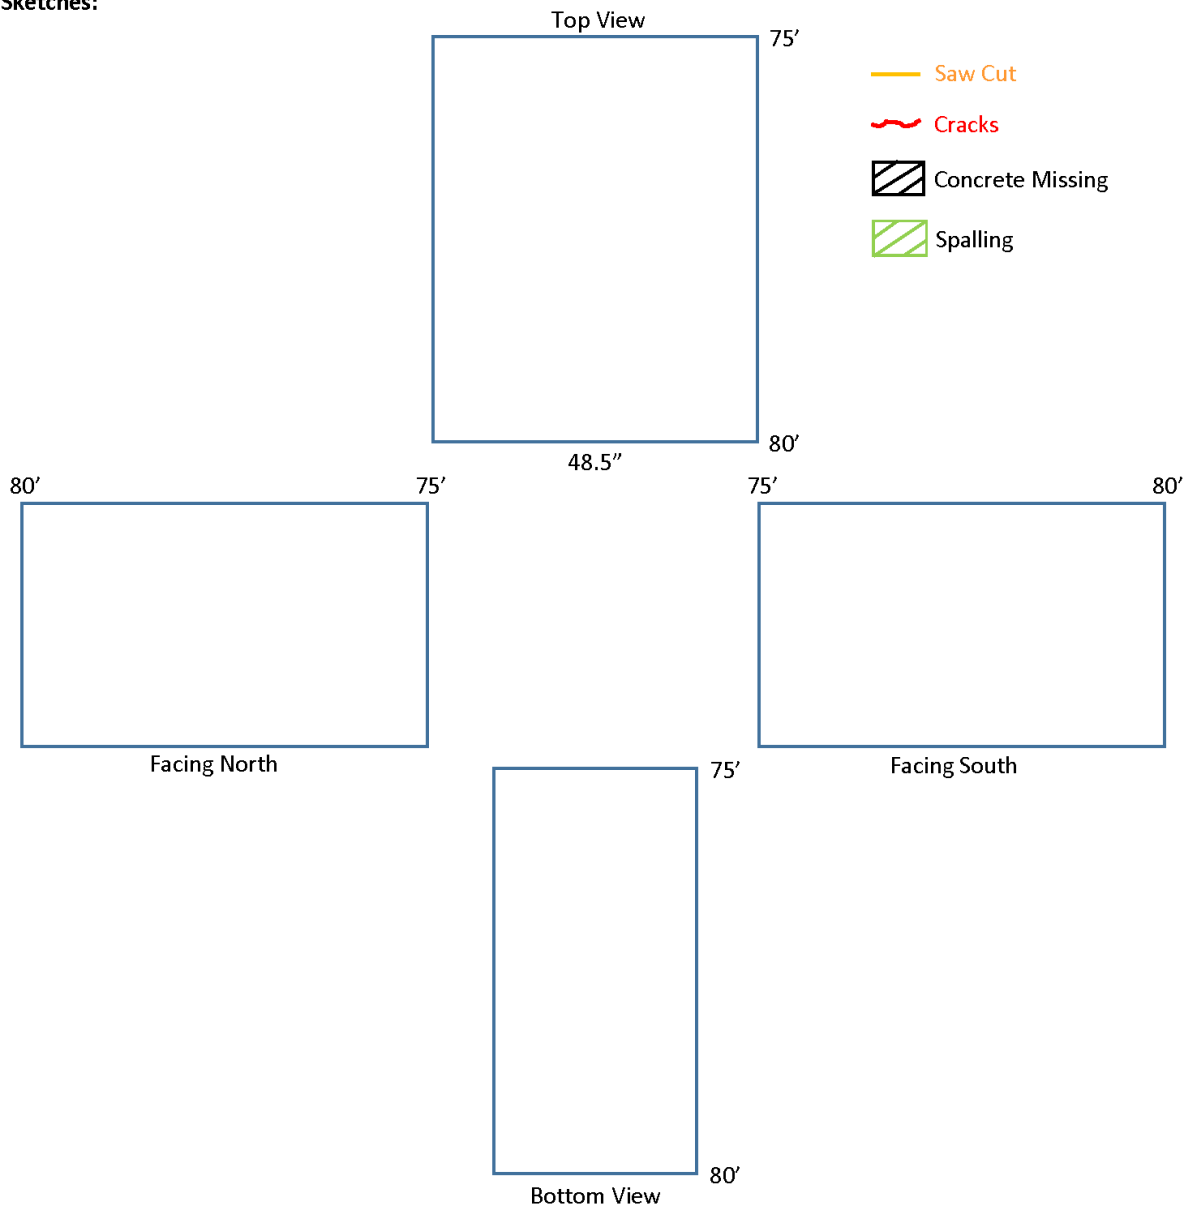 Sketches:
Top View
75′
Saw Cut
Cracks
Concrete Missing
Spalling
80′
48.5″
80′ 75′ 75′ 80′
Facing North Facing South
75′
80′
Bottom View